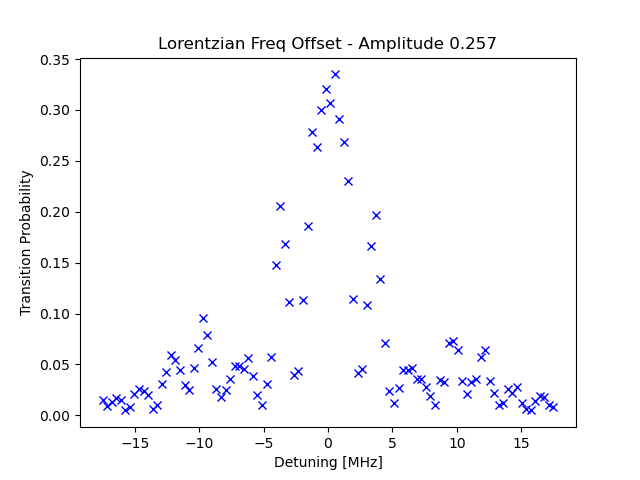 Lorentzian Freq Offset - Amplitude 0.257
Transition Probability
0.35
0.30
0.25
0.20
0.15
0.10
0.05
0.00
−15 −10 −5 0 5 10 15
Detuning [MHz]